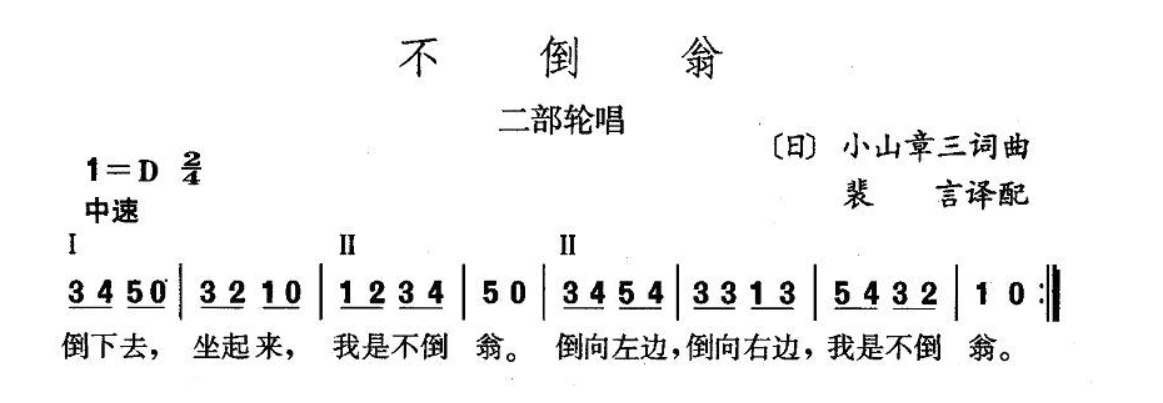 不倒翁
二部轮唱
〔日〕 小山章三词曲
1=D 2/4
裴 言译配
中速
I II II
3 4 5 0 | 3 2 1 0 | 1 2 3 4 | 5 0 | 3 4 5 4 | 3 3 1 3 | 5 4 3 2 | 1 0 :‖
倒下去， 坐起来， 我是不倒 翁。 倒向左边，倒向右边，我是不倒 翁。